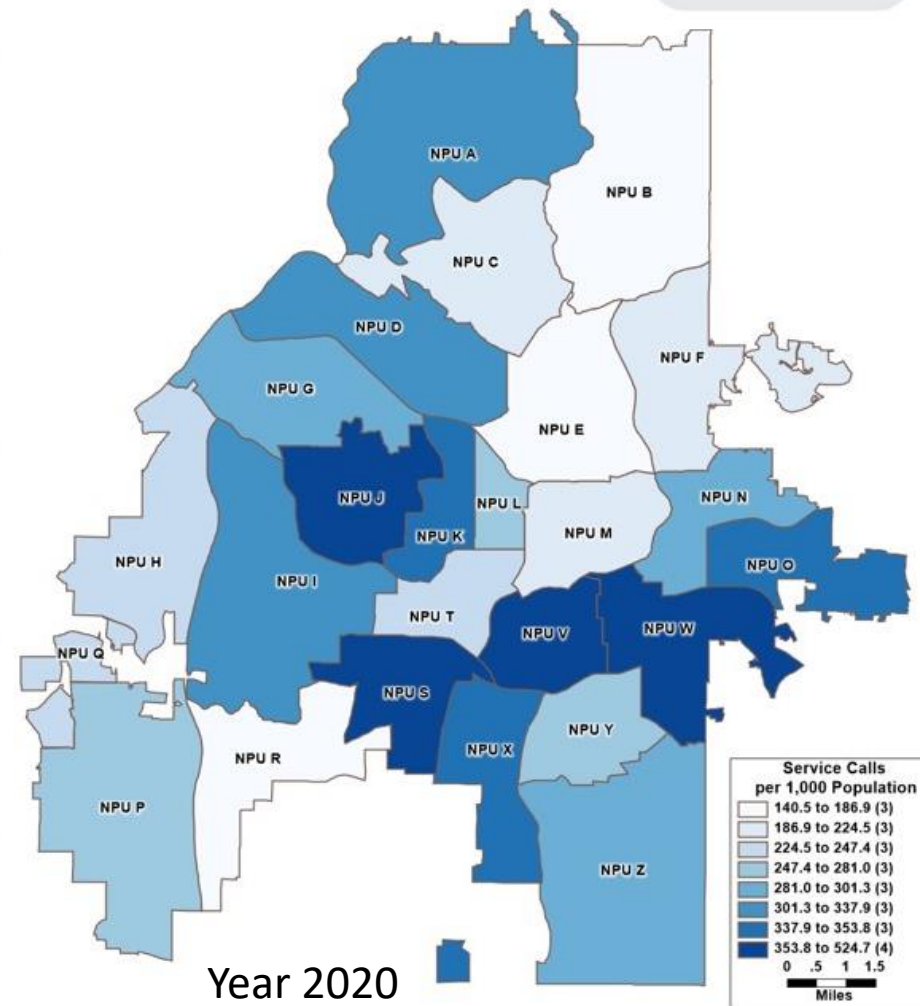 NPU A
NPU B
NPU C
NPU D
NPU F
NPU G
NPU E
NPU J
NPU L
NPU N
NPU K
NPU M
NPU H
NPU O
NPU I
NPU T
NPU V
NPU W
NPU Q
NPU S
NPU Y
NPU X
NPU R
NPU P
NPU Z
Service Calls
per 1,000 Population
140.5 to 186.9 (3)
186.9 to 224.5 (3)
224.5 to 247.4 (3)
247.4 to 281.0 (3)
281.0 to 301.3 (3)
301.3 to 337.9 (3)
337.9 to 353.8 (3)
353.8 to 524.7 (4)
0 .5 1 1.5
Miles
Year 2020